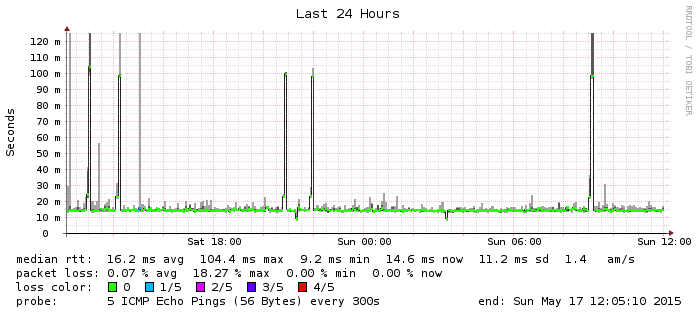 Last 24 Hours
RRDTOOL / TOBI OETIKER
Seconds
120 m
110 m
100 m
90 m
80 m
70 m
60 m
50 m
40 m
30 m
20 m
10 m
0
Sat 18:00 Sun 00:00 Sun 06:00 Sun 12:00
median rtt: 16.2 ms avg 104.4 ms max 9.2 ms min 14.6 ms now 11.2 ms sd 1.4 am/s
packet loss: 0.07 % avg 18.27 % max 0.00 % min 0.00 % now
loss color: 0 1/5 2/5 3/5 4/5
probe: 5 ICMP Echo Pings (56 Bytes) every 300s end: Sun May 17 12:05:10 2015